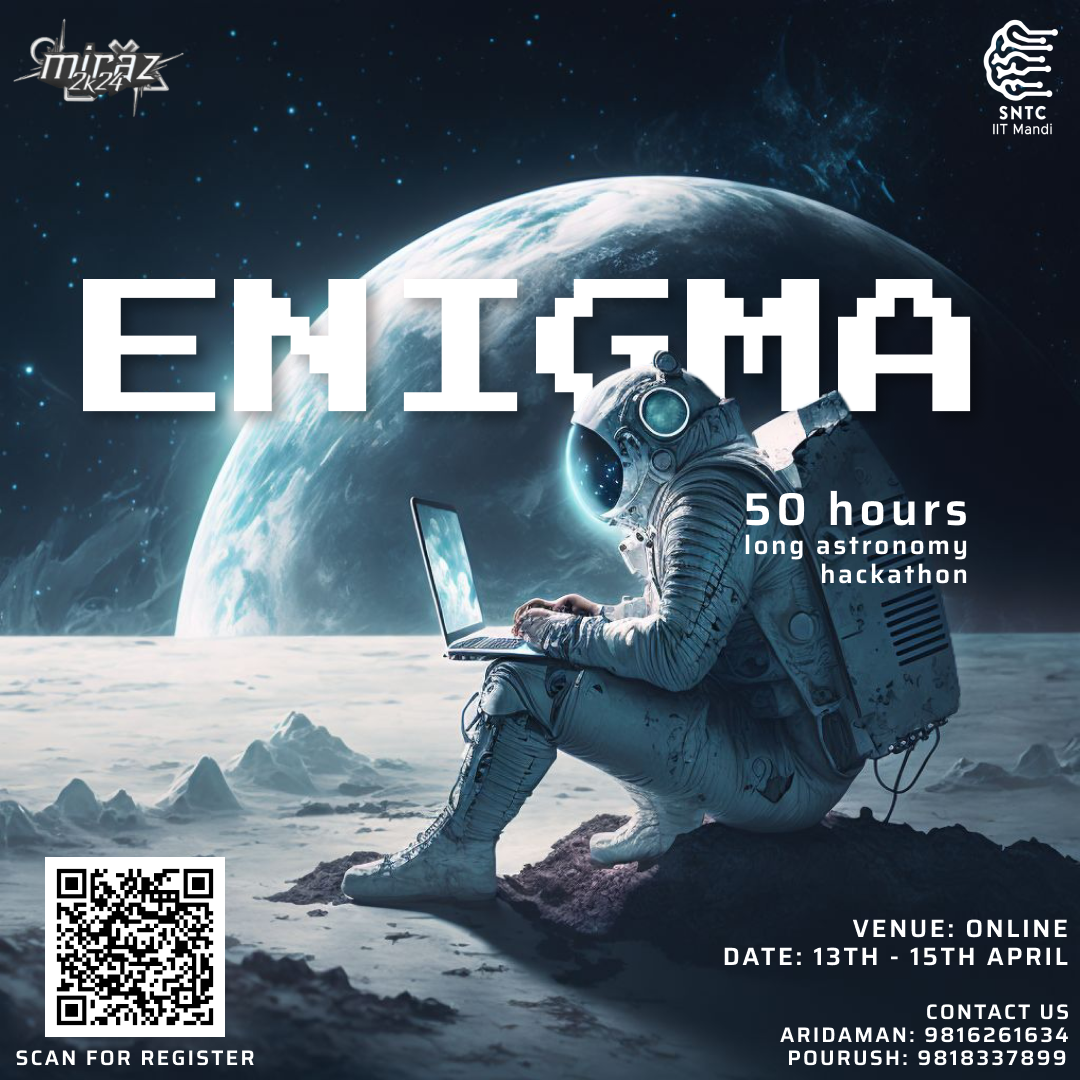 miraz
2k24
SNTC
IIT Mandi
ENIGMA
50 hours
long astronomy
hackathon
VENUE: ONLINE
DATE: 13TH - 15TH APRIL
CONTACT US
ARIDAMAN: 9816261634
POURUSH: 9818337899
SCAN FOR REGISTER